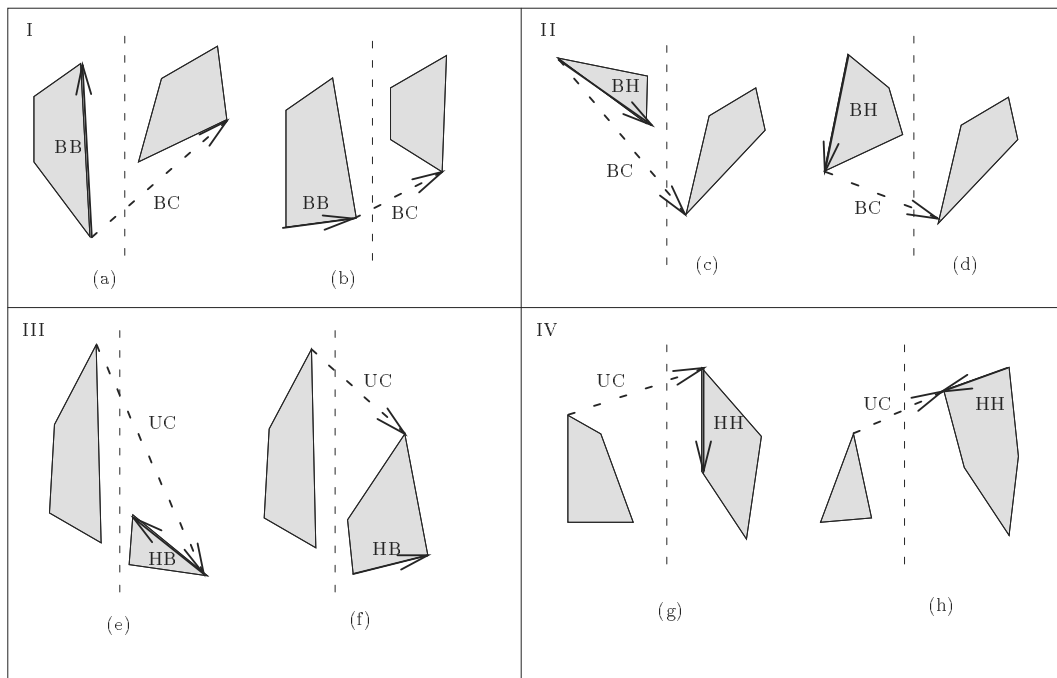 I
BB
BC
(a)
BB
BC
(b)
II
BH
BC
(c)
BH
BC
(d)
III
UC
HB
(e)
UC
HB
(f)
IV
UC
HH
(g)
UC
HH
(h)